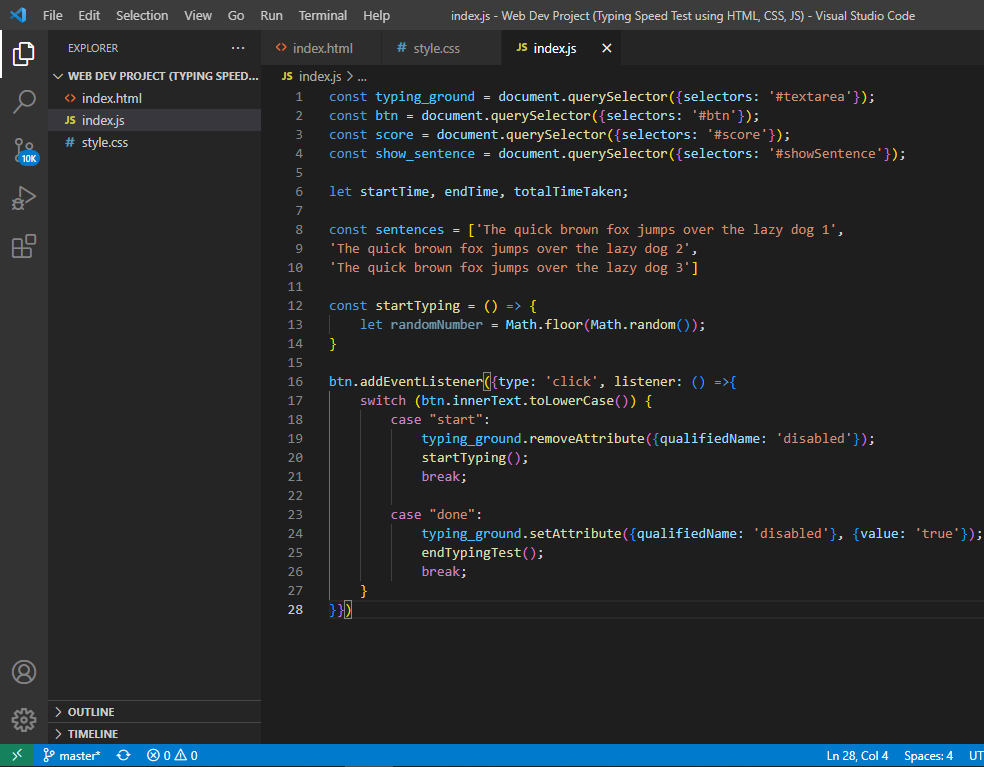 File Edit Selection View Go Run Terminal Help index.js - Web Dev Project (Typing Speed Test using HTML, CSS, JS) - Visual Studio Code
EXPLORER ...
<> index.html # style.css JS index.js ×
WEB DEV PROJECT (TYPING SPEED...
<> index.html
JS index.js
# style.css
10K
JS index.js > ...
1 const typing_ground = document.querySelector({selectors: '#textarea'});
2 const btn = document.querySelector({selectors: '#btn'});
3 const score = document.querySelector({selectors: '#score'});
4 const show_sentence = document.querySelector({selectors: '#showSentence'});
5
6 let startTime, endTime, totalTimeTaken;
7
8 const sentences = ['The quick brown fox jumps over the lazy dog 1',
9 'The quick brown fox jumps over the lazy dog 2',
10 'The quick brown fox jumps over the lazy dog 3']
11
12 const startTyping = () => {
13     let randomNumber = Math.floor(Math.random());
14 }
15
16 btn.addEventListener({type: 'click', listener: () =>{
17     switch (btn.innerText.toLowerCase()) {
18         case "start":
19             typing_ground.removeAttribute({qualifiedName: 'disabled'});
20             startTyping();
21             break;
22
23         case "done":
24             typing_ground.setAttribute({qualifiedName: 'disabled'}, {value: 'true'});
25             endTypingTest();
26             break;
27     }
28 }})
OUTLINE
TIMELINE
master* 0 0 Ln 28, Col 4 Spaces: 4 UT